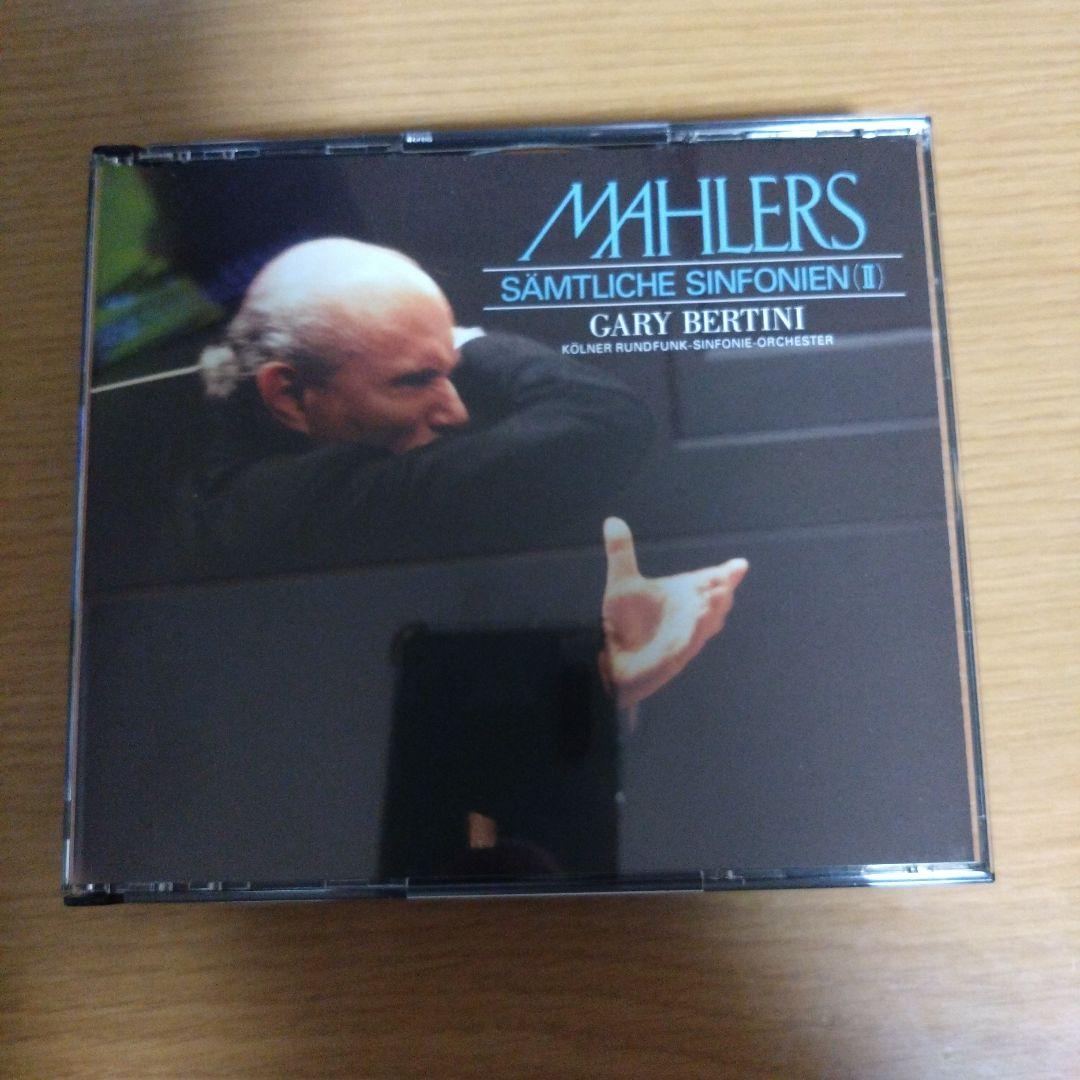 MAHLERS
SÄMTLICHE SINFONIEN(II)
GARY BERTINI
KÖLNER RUNDFUNK-SINFONIE-ORCHESTER